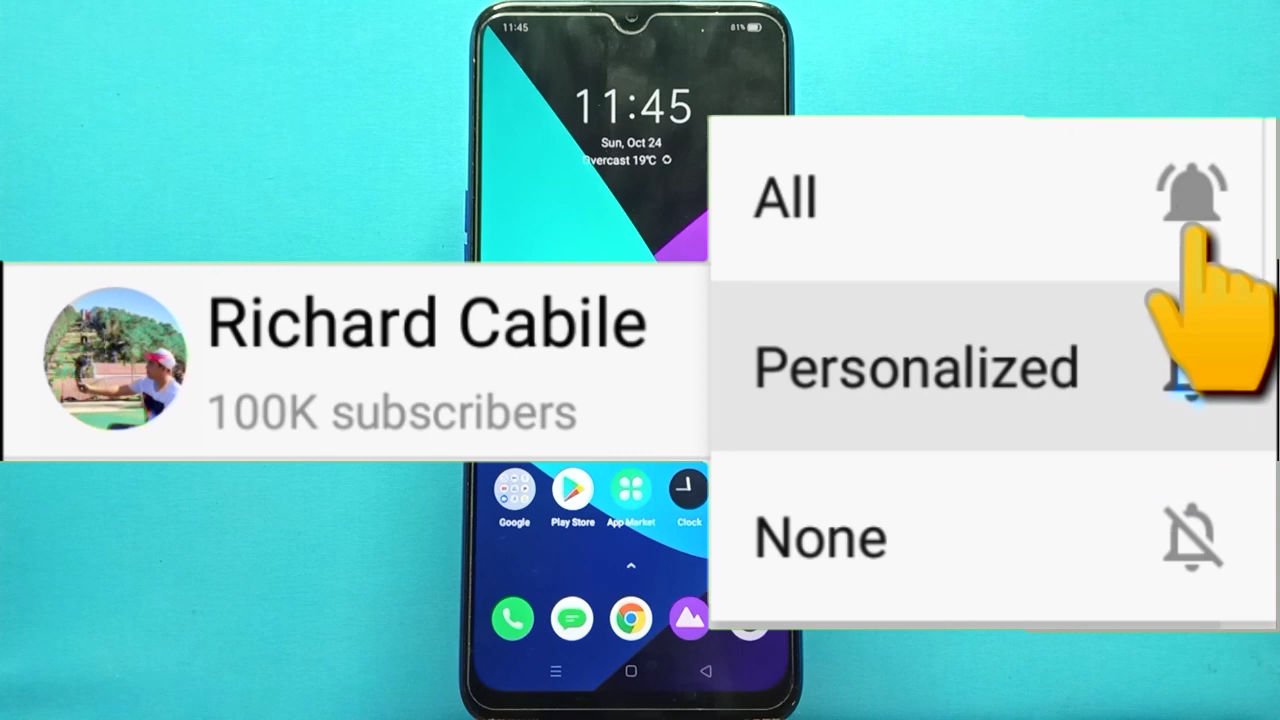 11:45
81%
11:45
Sun, Oct 24
Overcast 19°C
All
Richard Cabile
100K subscribers
Personalized
None
Google
Play Store
App Market
Clock